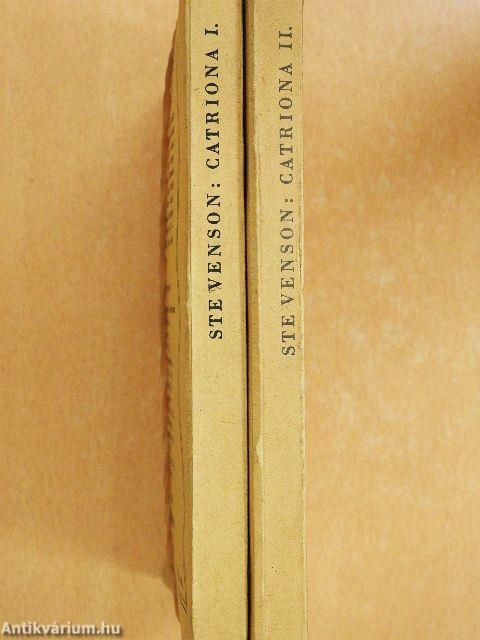 STEVENSON: CATRIONA I.
STEVENSON: CATRIONA II.
Antikvárium.hu